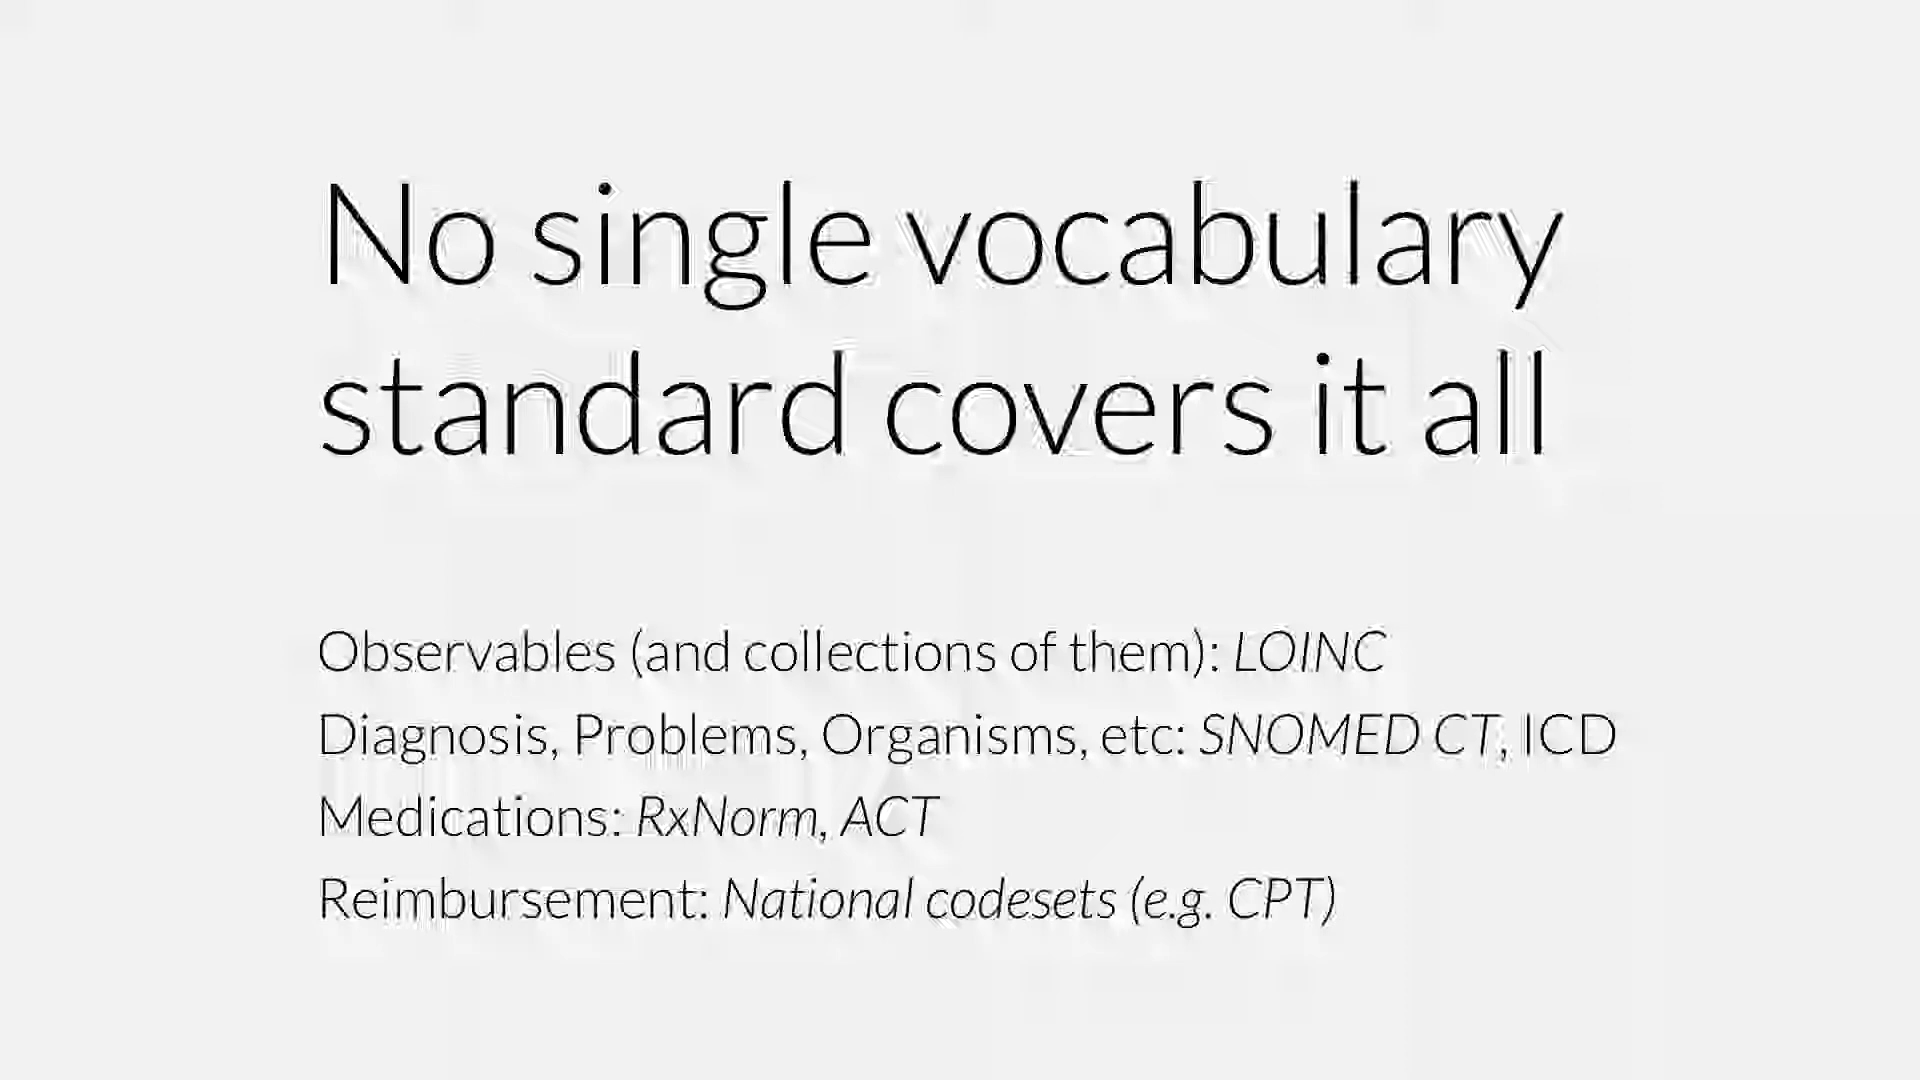 No single vocabulary
standard covers it all
Observables (and collections of them): LOINC
Diagnosis, Problems, Organisms, etc: SNOMED CT, ICD
Medications: RxNorm, ACT
Reimbursement: National codesets (e.g. CPT)